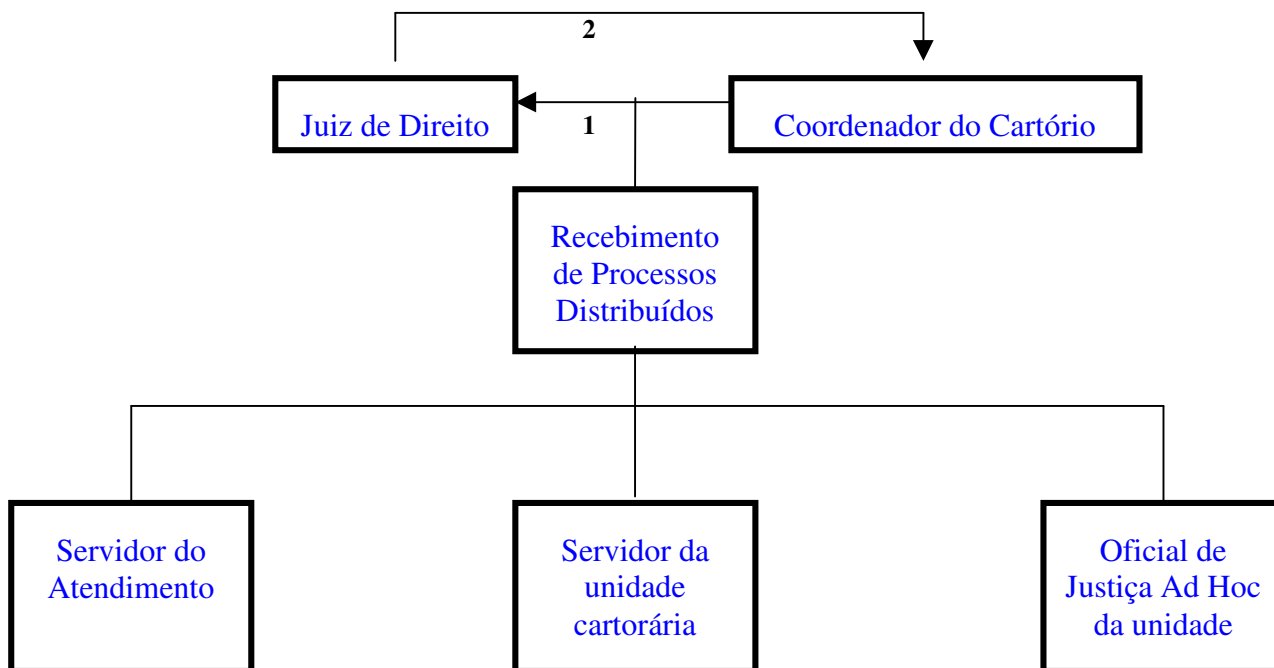 2
Juiz de Direito
1
Coordenador do Cartório
Recebimento
de Processos
Distribuídos
Servidor do
Atendimento
Servidor da
unidade
cartorária
Oficial de
Justiça Ad Hoc
da unidade